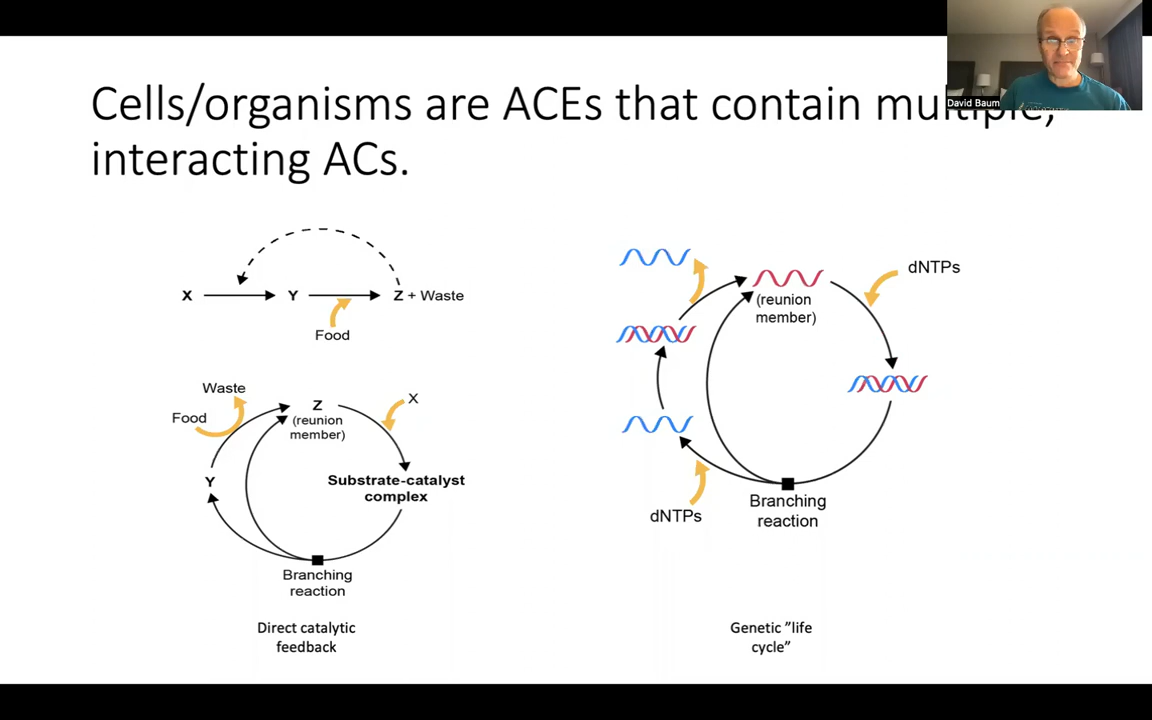 Cells/organisms are ACEs that contain multiple,
interacting ACs.
David Baum
X
Y
Z + Waste
Food
Waste
Food
Z
(reunion
member)
X
Y
Substrate-catalyst
complex
Branching
reaction
Direct catalytic
feedback
dNTPs
(reunion
member)
dNTPs
Branching
reaction
Genetic ”life
cycle”